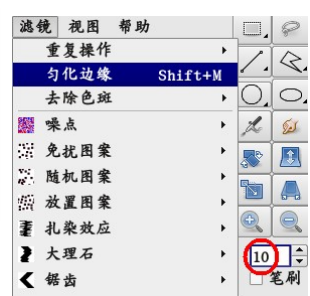 滤镜 视图 帮助
重复操作
匀化边缘 Shift+M
去除色斑
噪点
免扰图案
随机图案
放置图案
扎染效应
大理石
锯齿
10
笔刷